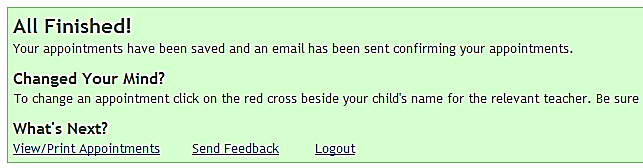 All Finished!
Your appointments have been saved and an email has been sent confirming your appointments.
Changed Your Mind?
To change an appointment click on the red cross beside your child's name for the relevant teacher. Be sure
What's Next?
View/Print Appointments Send Feedback Logout